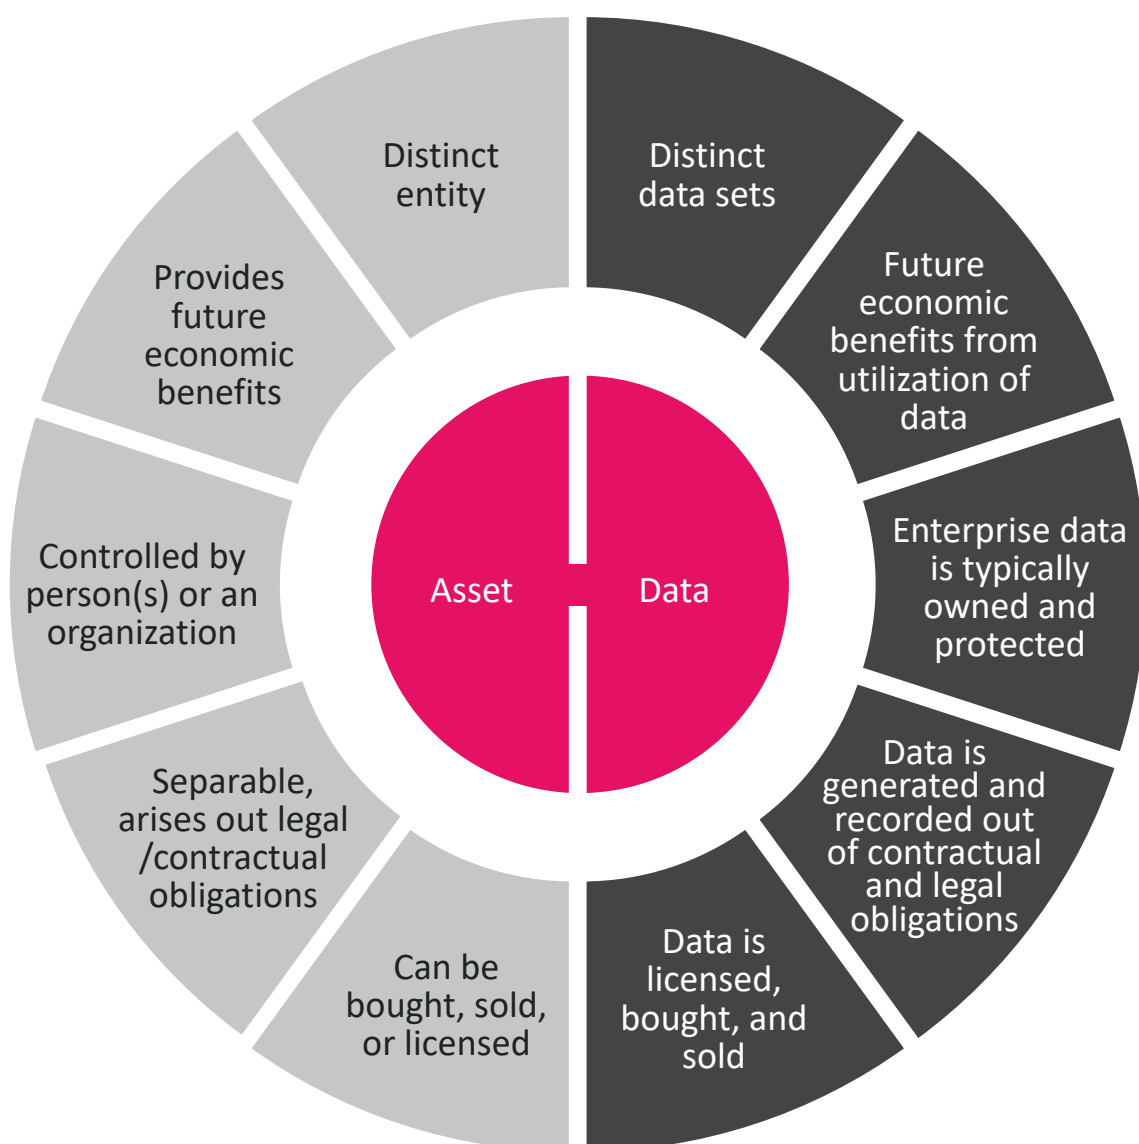 Distinct
entity
Provides
future
economic
benefits
Controlled by
person(s) or an
organization
Separable,
arises out legal
/contractual
obligations
Can be
bought, sold,
or licensed
Asset
Data
Distinct
data sets
Future
economic
benefits from
utilization of
data
Enterprise data
is typically
owned and
protected
Data is
generated and
recorded out
of contractual
and legal
obligations
Data is
licensed,
bought, and
sold